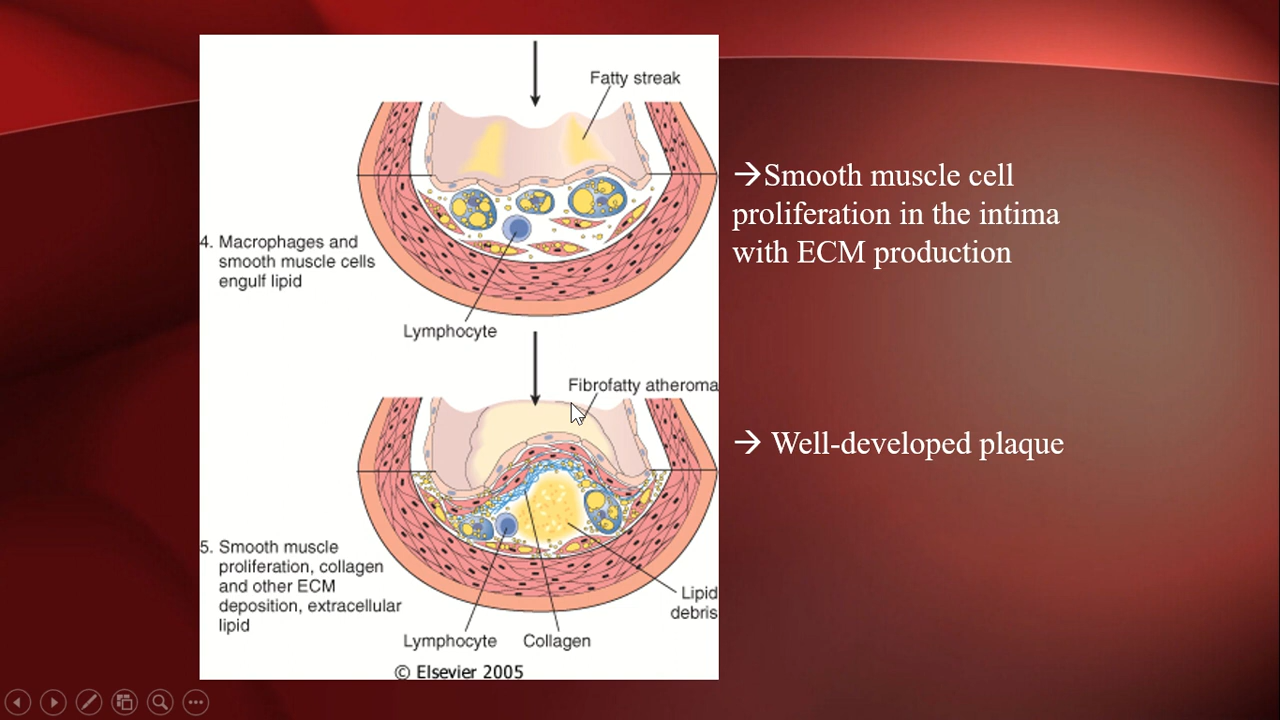 Fatty streak
4. Macrophages and
smooth muscle cells
engulf lipid
Lymphocyte
→Smooth muscle cell
proliferation in the intima
with ECM production
Fibrofatty atheroma
→ Well-developed plaque
5. Smooth muscle
proliferation, collagen
and other ECM
deposition, extracellular
lipid
Lipid
debris
Lymphocyte
Collagen
© Elsevier 2005